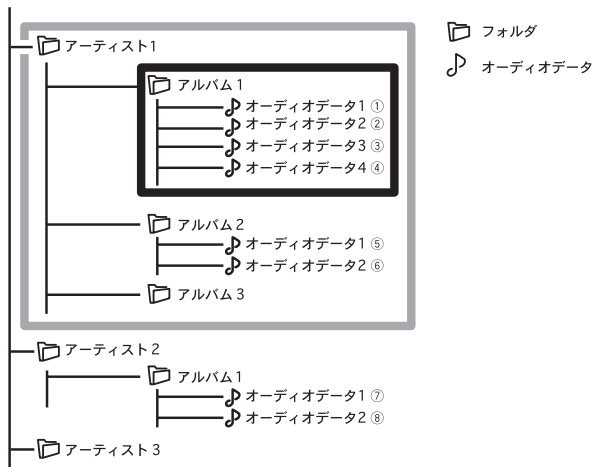 アーティスト1
アルバム 1
オーディオデータ1 ①
オーディオデータ2 ②
オーディオデータ3 ③
オーディオデータ4 ④
アルバム 2
オーディオデータ1 ⑤
オーディオデータ2 ⑥
アルバム 3
アーティスト 2
アルバム 1
オーディオデータ1 ⑦
オーディオデータ2 ⑧
アーティスト 3
フォルダ
オーディオデータ